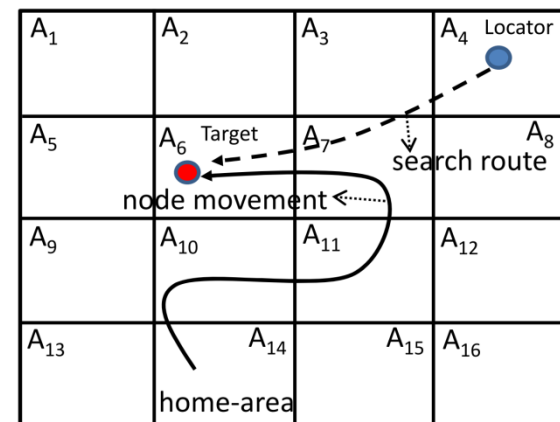 A₁ A₂ A₃ A₄
Locator
A₅ A₆ Target A₇ A₈
search route
node movement
A₉ A₁₀ A₁₁ A₁₂
A₁₃ A₁₄ A₁₅ A₁₆
home-area